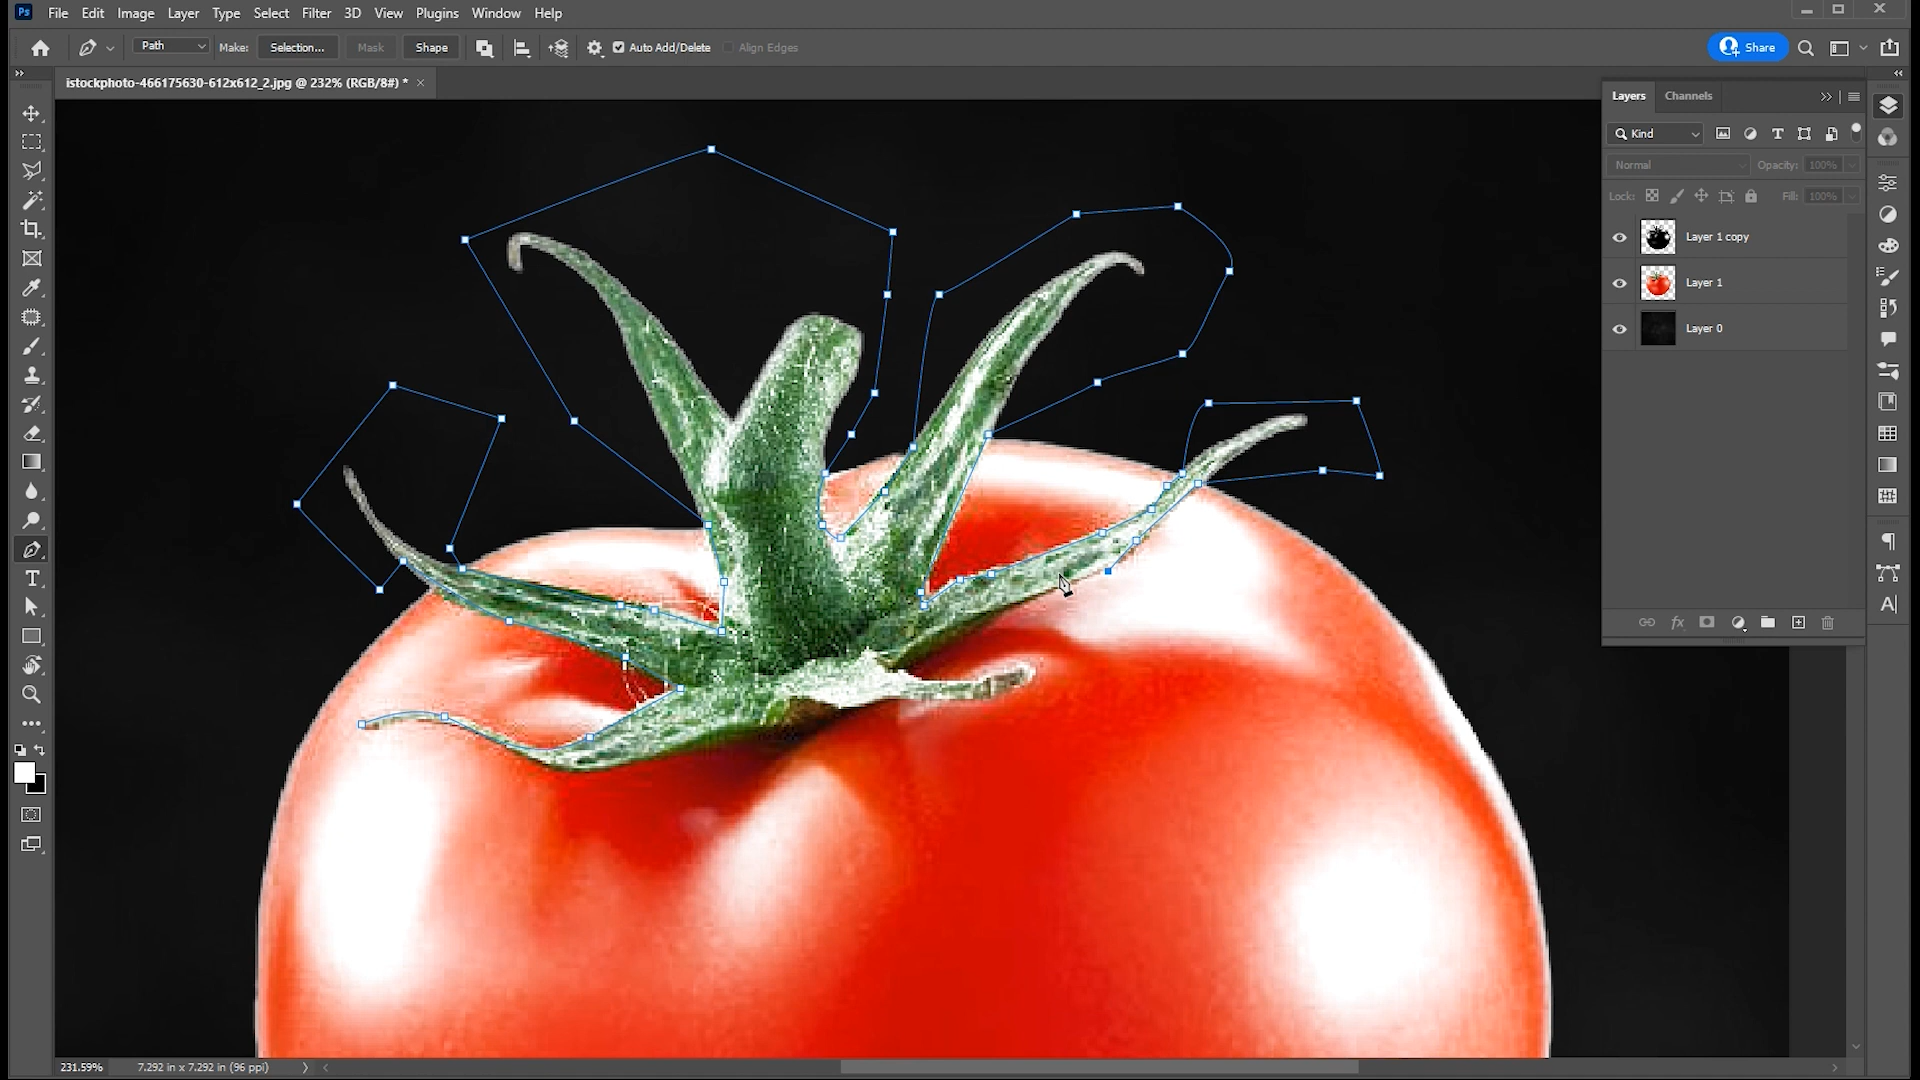 Ps File Edit Image Layer Type Select Filter 3D View Plugins Window Help
Path Make: Selection... Mask Shape Auto Add/Delete Align Edges Share
istockphoto-466175630-612x612_2.jpg @ 232% (RGB/8#) * ×
Layers Channels
Kind
Normal Opacity: 100%
Lock: Fill: 100%
Layer 1 copy
Layer 1
Layer 0
fx
231.59% 7.292 in x 7.292 in (96 ppi)